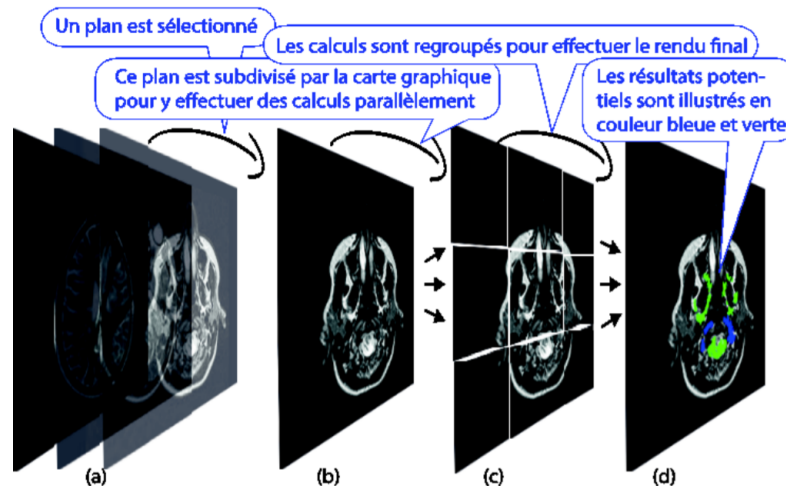 Un plan est sélectionné
Les calculs sont regroupés pour effectuer le rendu final
Ce plan est subdivisé par la carte graphique
pour y effectuer des calculs parallèlement
Les résultats poten-
tiels sont illustrés en
couleur bleue et verte
(a)
(b)
(c)
(d)